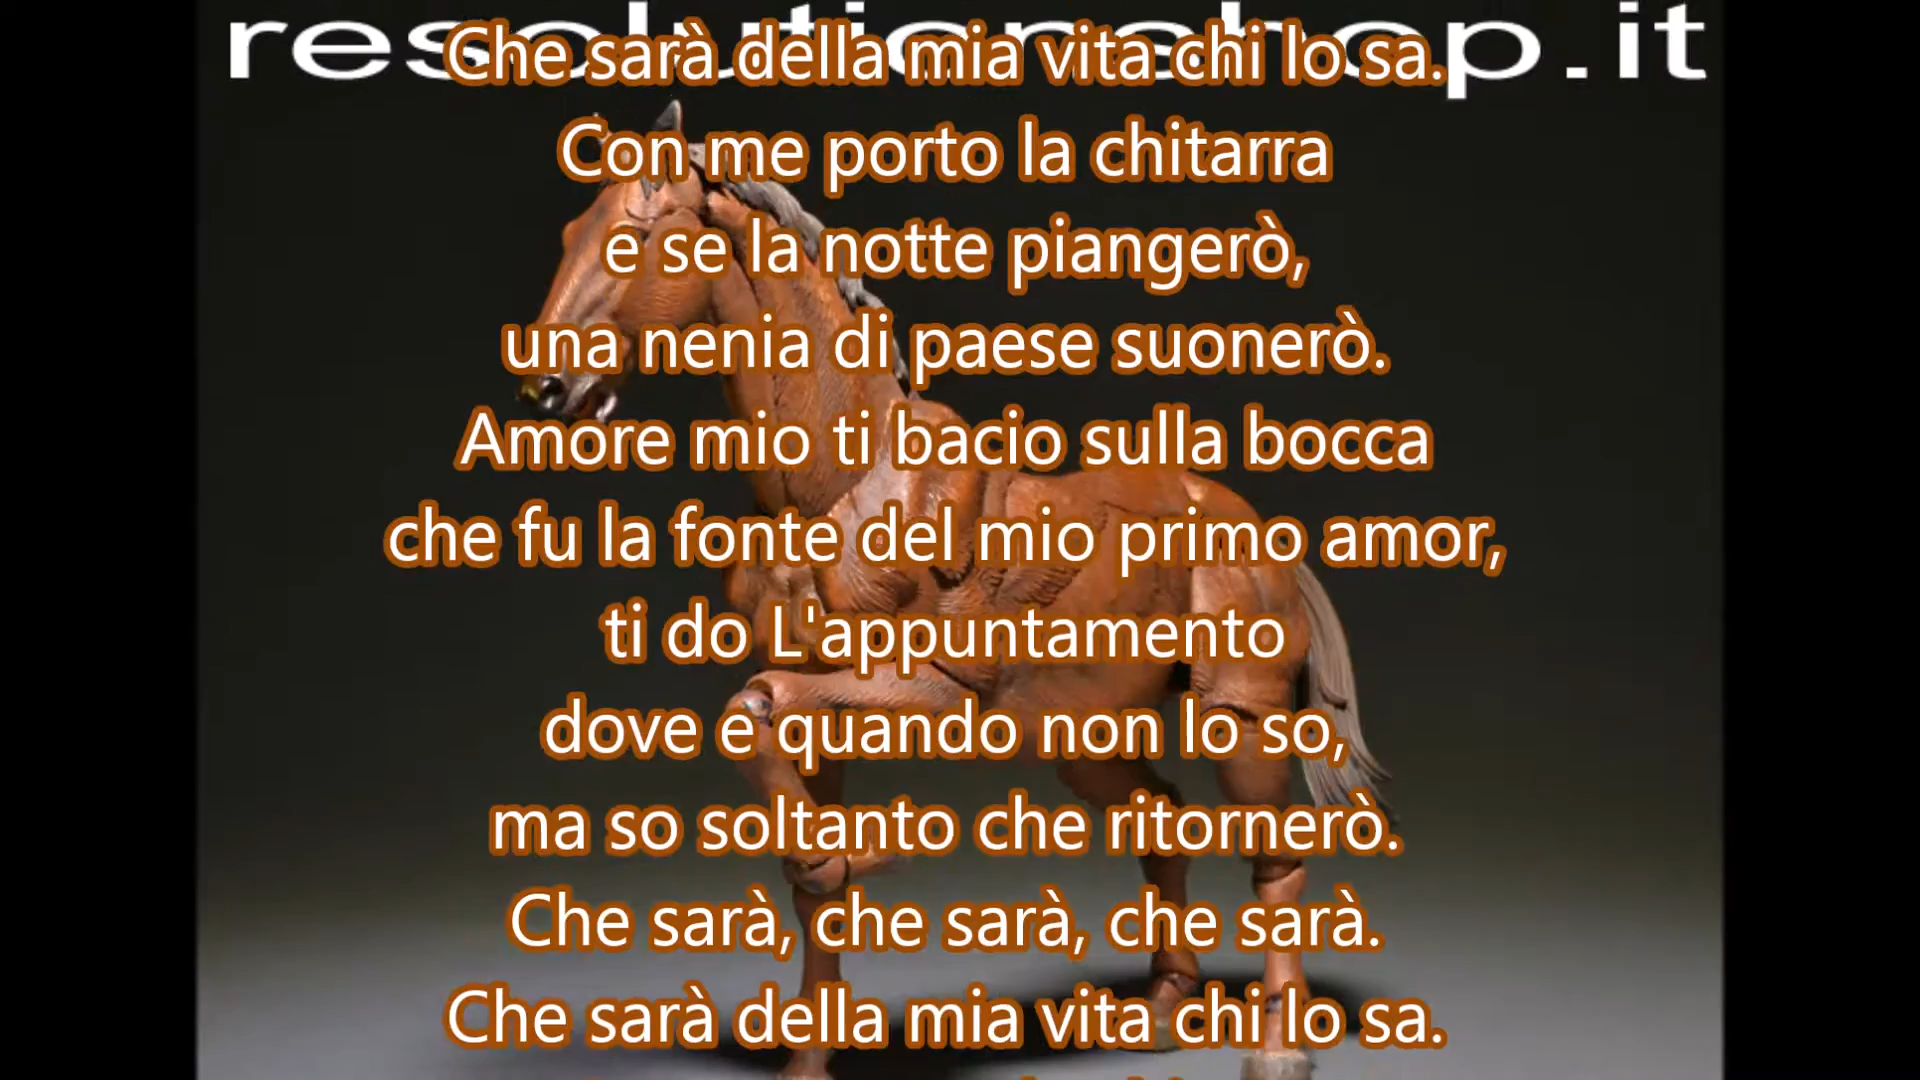 resolutionshop.it
Che sarà della mia vita chi lo sa.
Con me porto la chitarra
e se la notte piangerò,
una nenia di paese suonerò.
Amore mio ti bacio sulla bocca
che fu la fonte del mio primo amor,
ti do L'appuntamento
dove e quando non lo so,
ma so soltanto che ritornerò.
Che sarà, che sarà, che sarà.
Che sarà della mia vita chi lo sa.